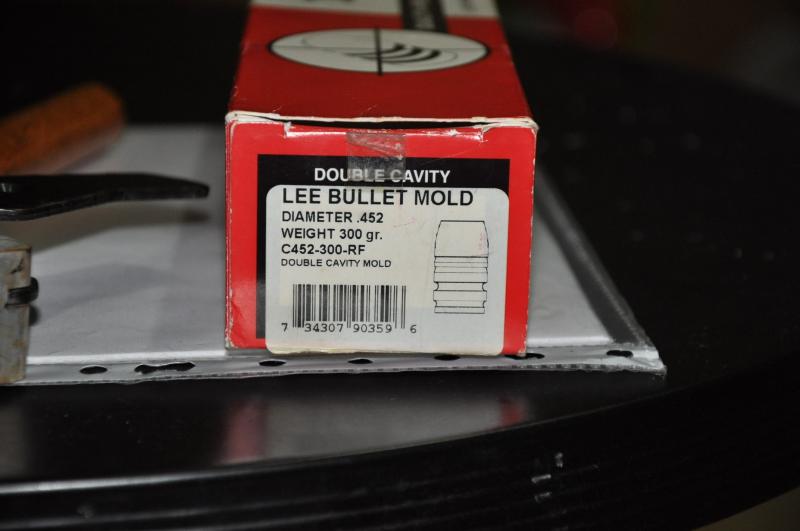 DOUBLE CAVITY
LEE BULLET MOLD
DIAMETER .452
WEIGHT 300 gr.
C452-300-RF
DOUBLE CAVITY MOLD
7 34307 90359 6